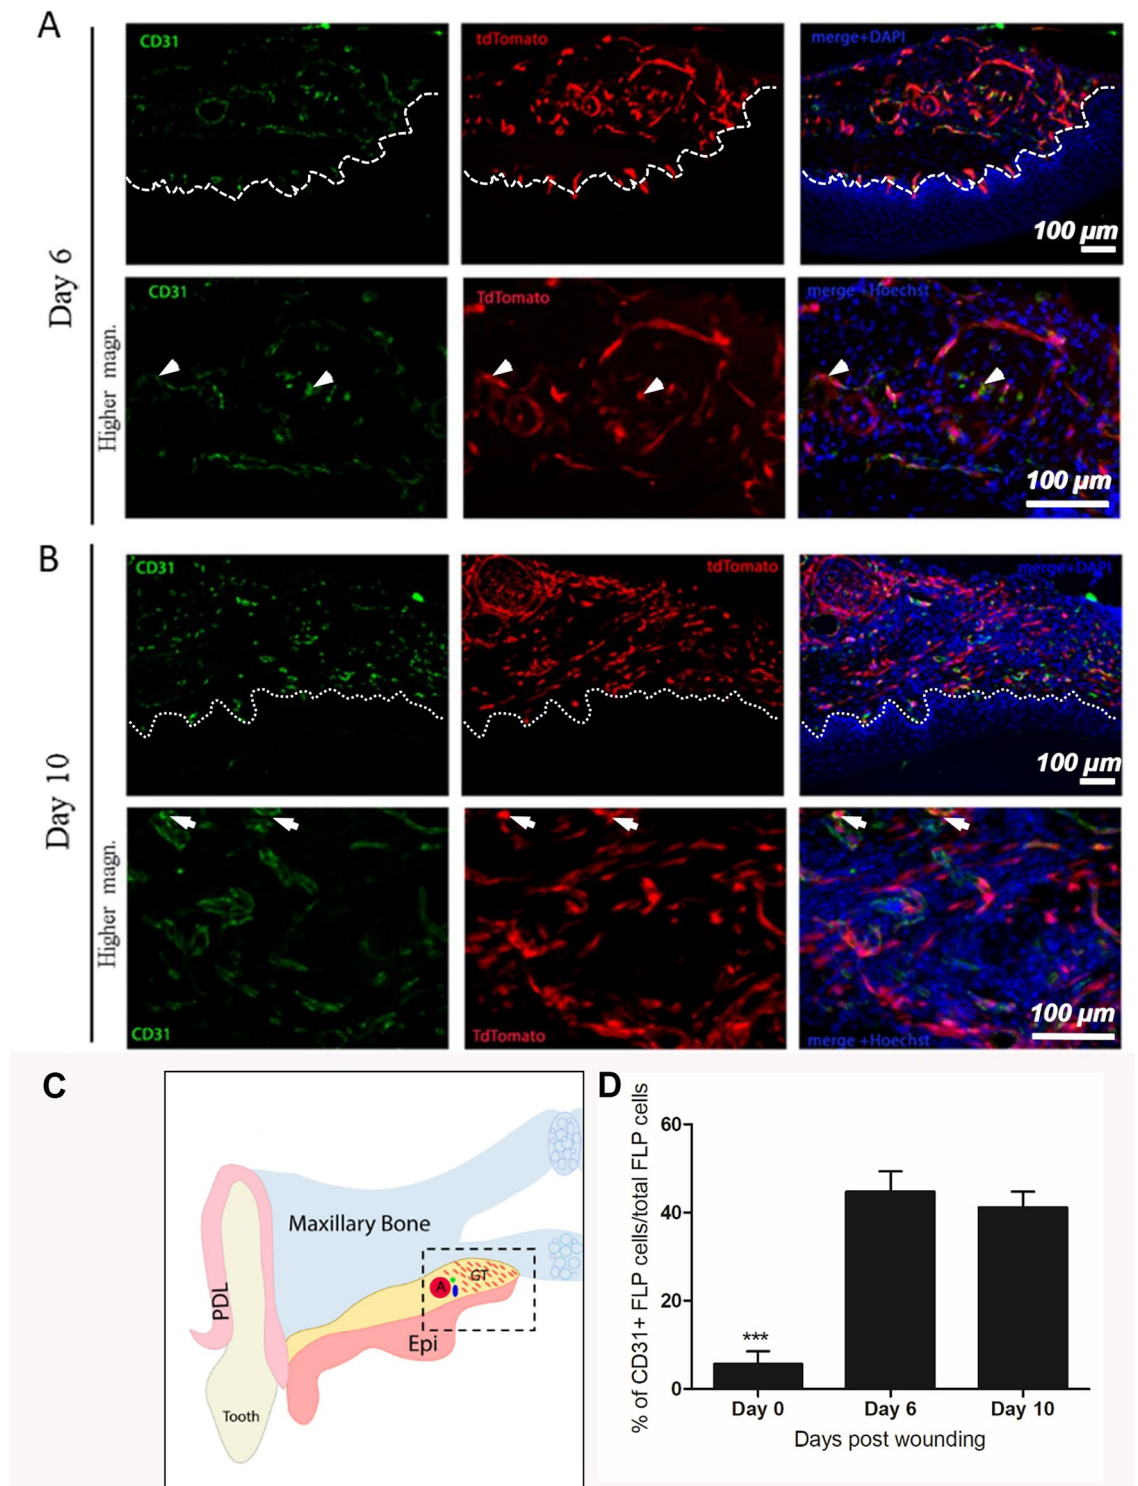 A
CD31
tdTomato
merge+DAPI
100 µm
Day 6
Higher magn.
CD31
TdTomato
merge +Hoechst
100 µm
B
CD31
tdTomato
merge+DAPI
100 µm
Day 10
Higher magn.
CD31
TdTomato
merge +Hoechst
100 µm
C
Maxillary Bone
PDL
A
GT
Epi
Tooth
D
% of CD31+ FLP cells/total FLP cells
60
40
20
0
***
Day 0
Day 6
Day 10
Days post wounding